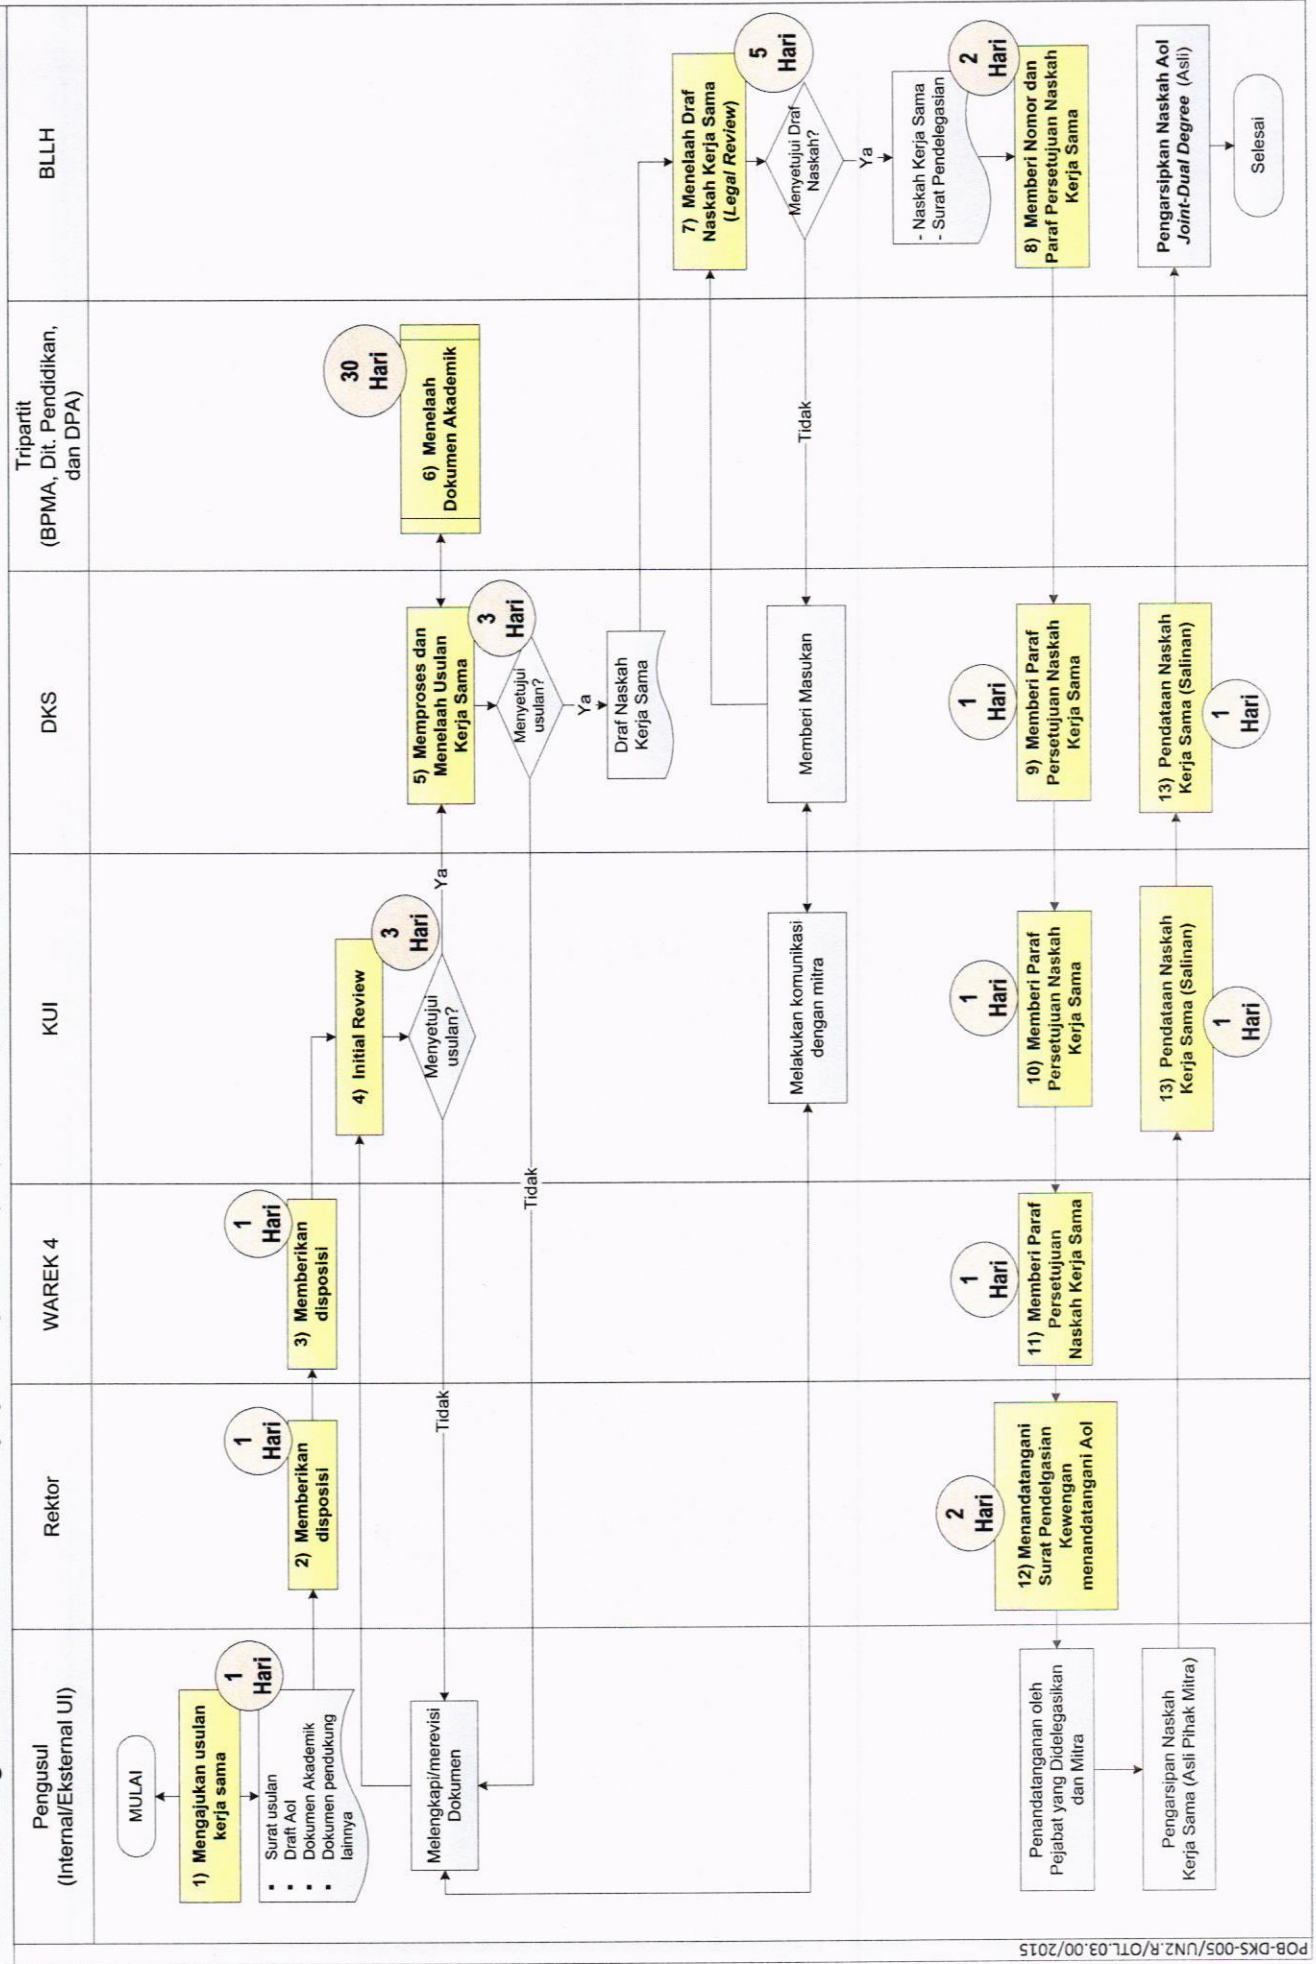 Pengusul
(Internal/Eksternal UI)
Rektor
WAREK 4
KUI
DKS
Tripartit
(BPMA, Dit. Pendidikan,
dan DPA)
BLLH
MULAI
1) Mengajukan usulan
kerja sama
1
Hari
▪ Surat usulan
▪ Draft AoI
▪ Dokumen Akademik
▪ Dokumen pendukung
lainnya
2) Memberikan
disposisi
1
Hari
3) Memberikan
disposisi
1
Hari
4) Initial Review
3
Hari
Menyetujui
usulan?
Ya
Tidak
Melengkapi/merevisi
Dokumen
5) Memproses dan
Menelaah Usulan
Kerja Sama
3
Hari
6) Menelaah
Dokumen Akademik
30
Hari
Menyetujui
usulan?
Tidak
Ya
Draf Naskah
Kerja Sama
7) Menelaah Draf
Naskah Kerja Sama
(Legal Review)
5
Hari
Menyetujui Draf
Naskah?
Tidak
Ya
Memberi Masukan
Melakukan komunikasi
dengan mitra
- Naskah Kerja Sama
- Surat Pendelegasian
2
Hari
8) Memberi Nomor dan
Paraf Persetujuan Naskah
Kerja Sama
9) Memberi Paraf
Persetujuan Naskah
Kerja Sama
1
Hari
10) Memberi Paraf
Persetujuan Naskah
Kerja Sama
1
Hari
11) Memberi Paraf
Persetujuan
Naskah Kerja Sama
1
Hari
12) Menandatangani
Surat Pendelgasian
Kewengan
menandatangani AoI
2
Hari
Penandatanganan oleh
Pejabat yang Didelegasikan
dan Mitra
Pengarsipan Naskah
Kerja Sama (Asli Pihak Mitra)
13) Pendataan Naskah
Kerja Sama (Salinan)
1
Hari
13) Pendataan Naskah
Kerja Sama (Salinan)
1
Hari
Pengarsipkan Naskah AoI
Joint-Dual Degree (Asli)
Selesai
POB-DKS-005/UN2.R/OTL.03.00/2015